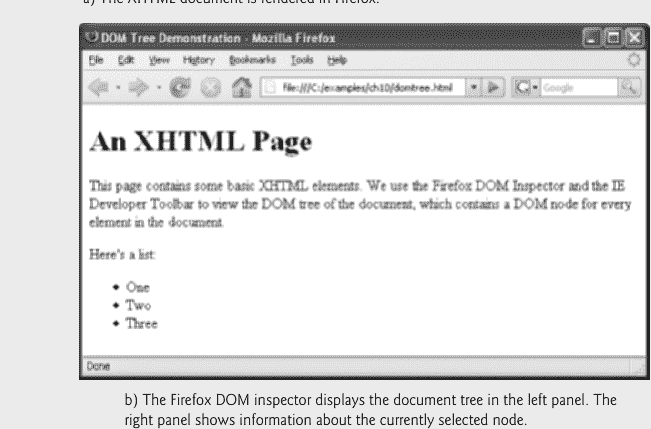 a) The XHTML document is rendered in Firefox.
DOM Tree Demonstration - Mozilla Firefox
File Edit View History Bookmarks Tools Help
file:///C:/examples/ch10/domtree.html
Google
An XHTML Page
This page contains some basic XHTML elements. We use the Firefox DOM Inspector and the IE
Developer Toolbar to view the DOM tree of the document, which contains a DOM node for every
element in the document.
Here's a list:
• One
• Two
• Three
Done
b) The Firefox DOM inspector displays the document tree in the left panel. The
right panel shows information about the currently selected node.